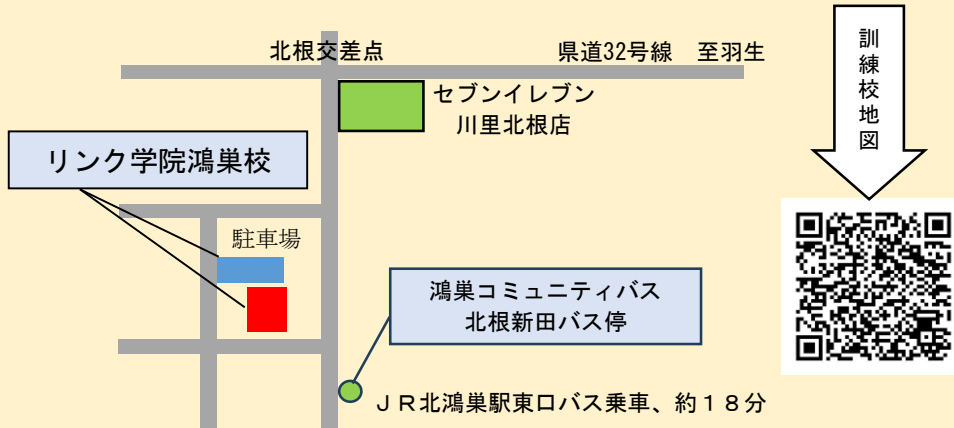 北根交差点
県道32号線　至羽生
セブンイレブン
川里北根店
訓練校地図
リンク学院鴻巣校
駐車場
鴻巣コミュニティバス
北根新田バス停
ＪＲ北鴻巣駅東口バス乗車、約１８分